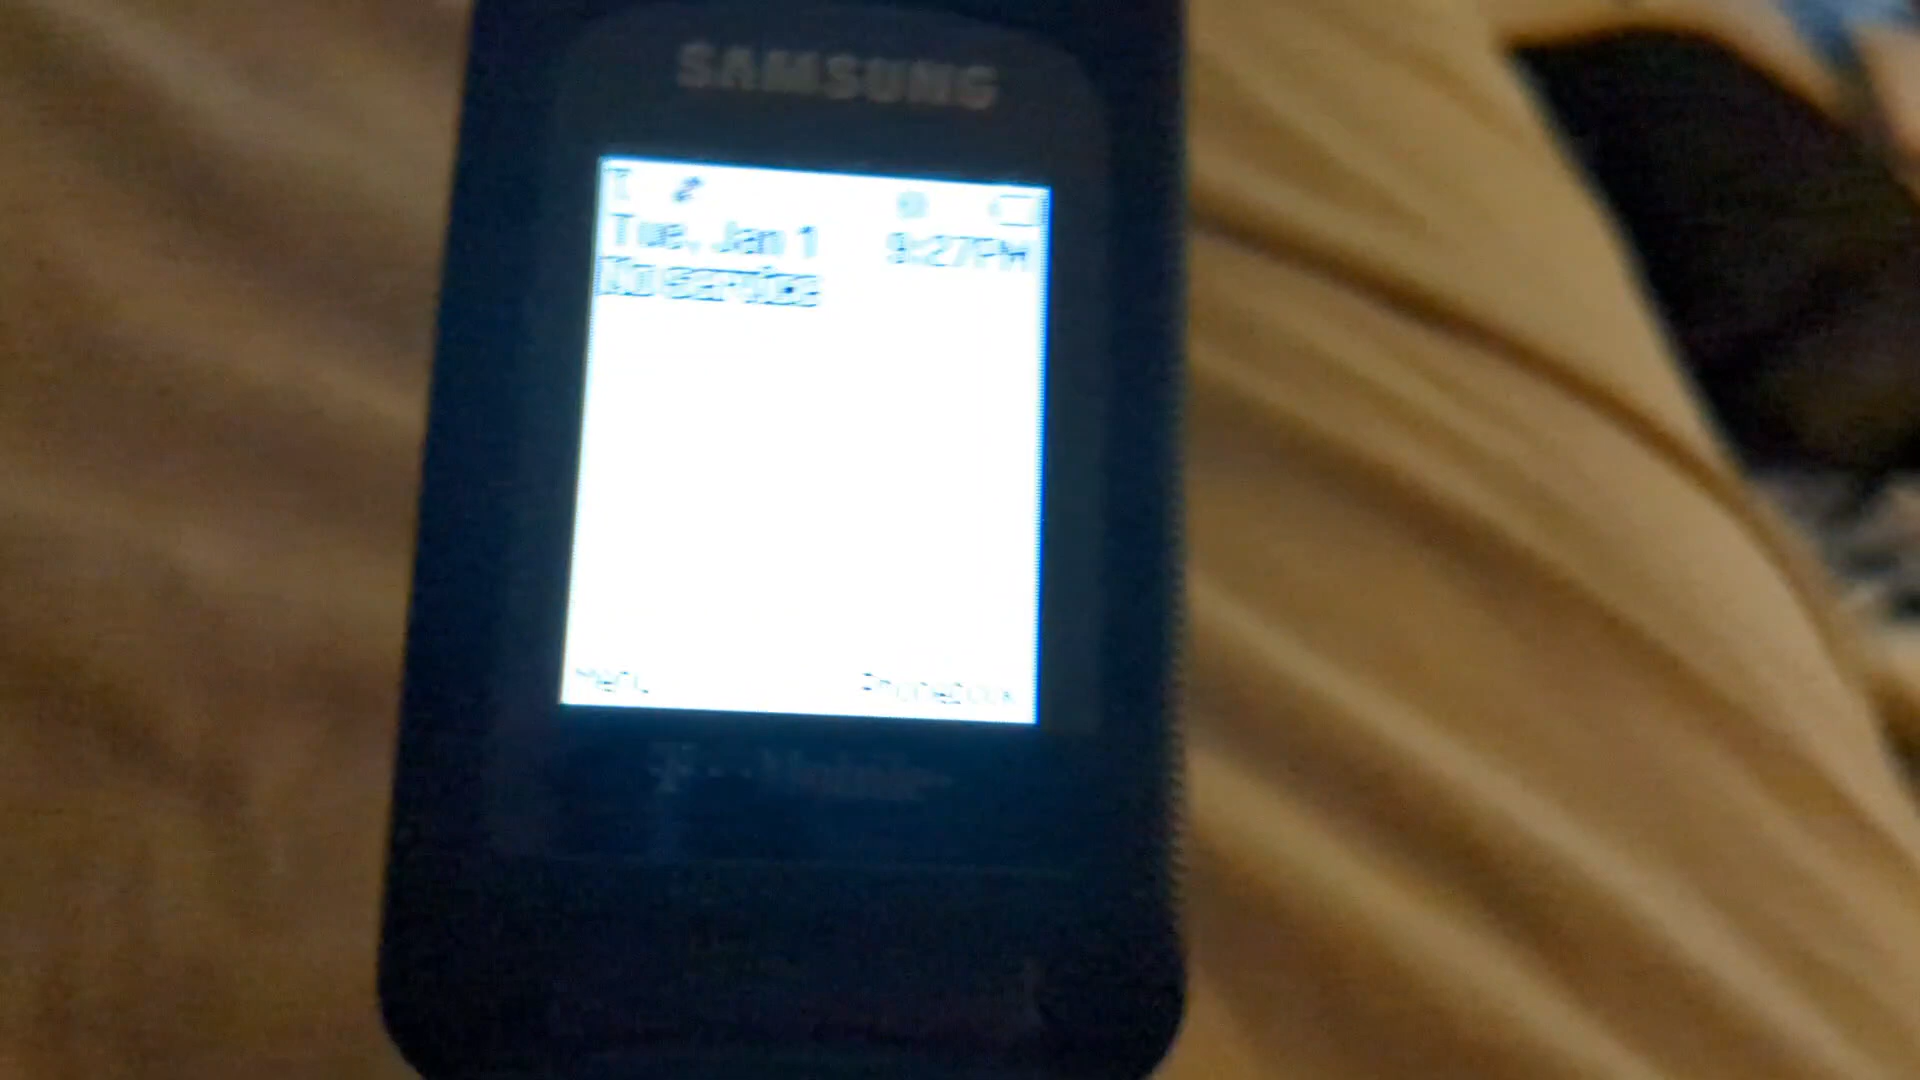 SAMSUNG
Tue, Jan 1 9:27PM
No service
Menu Phonebook
T-Mobile